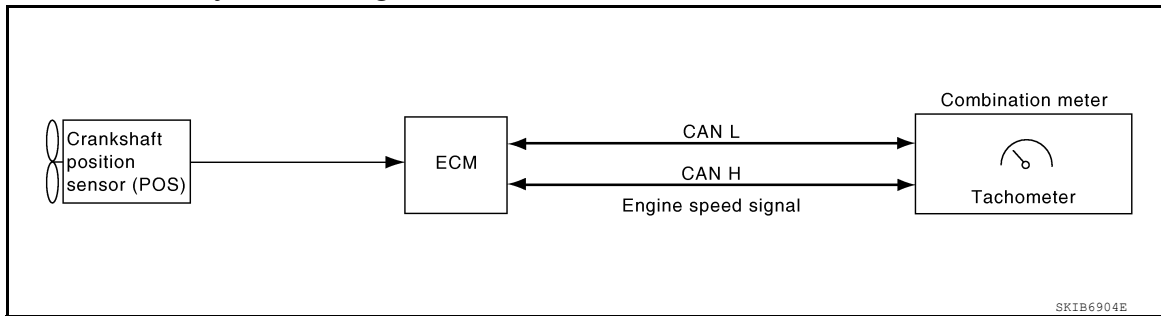 Crankshaft
position
sensor (POS)
ECM
CAN L
CAN H
Engine speed signal
Combination meter
Tachometer
SKIB6904E